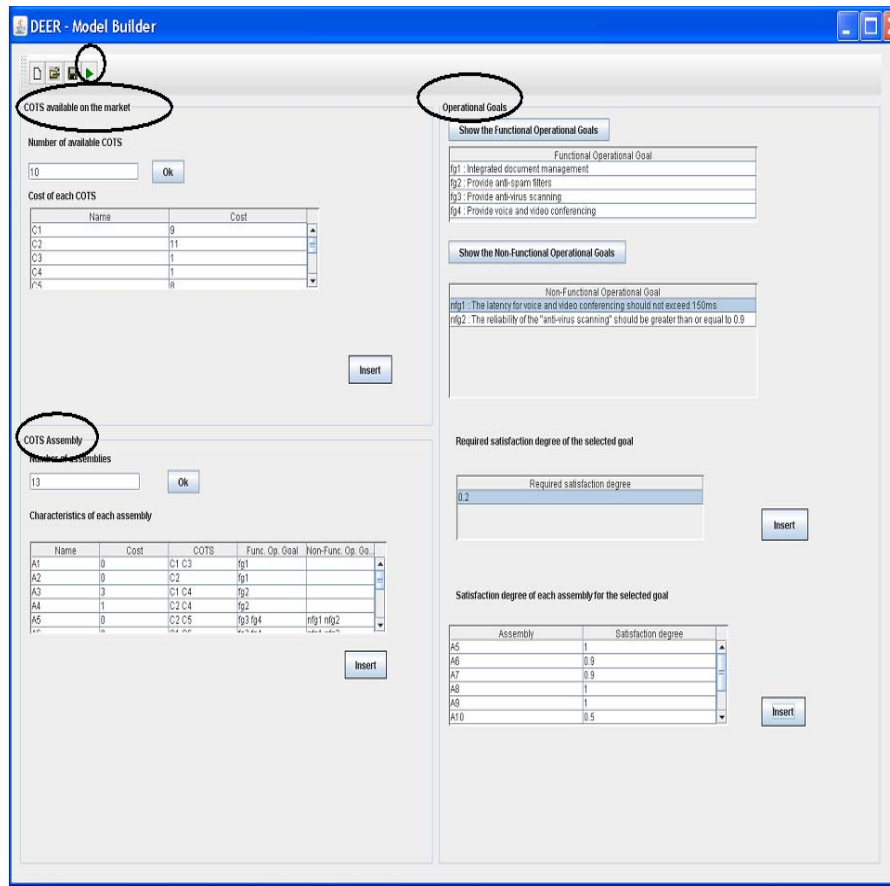 DEER - Model Builder
COTS available on the market
Number of available COTS
10 Ok
Cost of each COTS
Name Cost
C1 9
C2 11
C3 1
C4 1
C5 8
Insert
COTS Assembly
Number of assemblies
13 Ok
Characteristics of each assembly
Name Cost COTS Func. Op. Goal Non-Func. Op. Go...
A1 0 C1 C3 fg1
A2 0 C2 fg1
A3 3 C1 C4 fg2
A4 1 C2 C4 fg2
A5 0 C2 C5 fg3 fg4 nfg1 nfg2
Insert
Operational Goals
Show the Functional Operational Goals
Functional Operational Goal
fg1 : Integrated document management
fg2 : Provide anti-spam filters
fg3 : Provide anti-virus scanning
fg4 : Provide voice and video conferencing
Show the Non-Functional Operational Goals
Non-Functional Operational Goal
nfg1 : The latency for voice and video conferencing should not exceed 150ms
nfg2 : The reliability of the "anti-virus scanning" should be greater than or equal to 0.9
Required satisfaction degree of the selected goal
Required satisfaction degree
0.2
Insert
Satisfaction degree of each assembly for the selected goal
Assembly Satisfaction degree
A5 1
A6 0.9
A7 0.9
A8 1
A9 1
A10 0.5
Insert